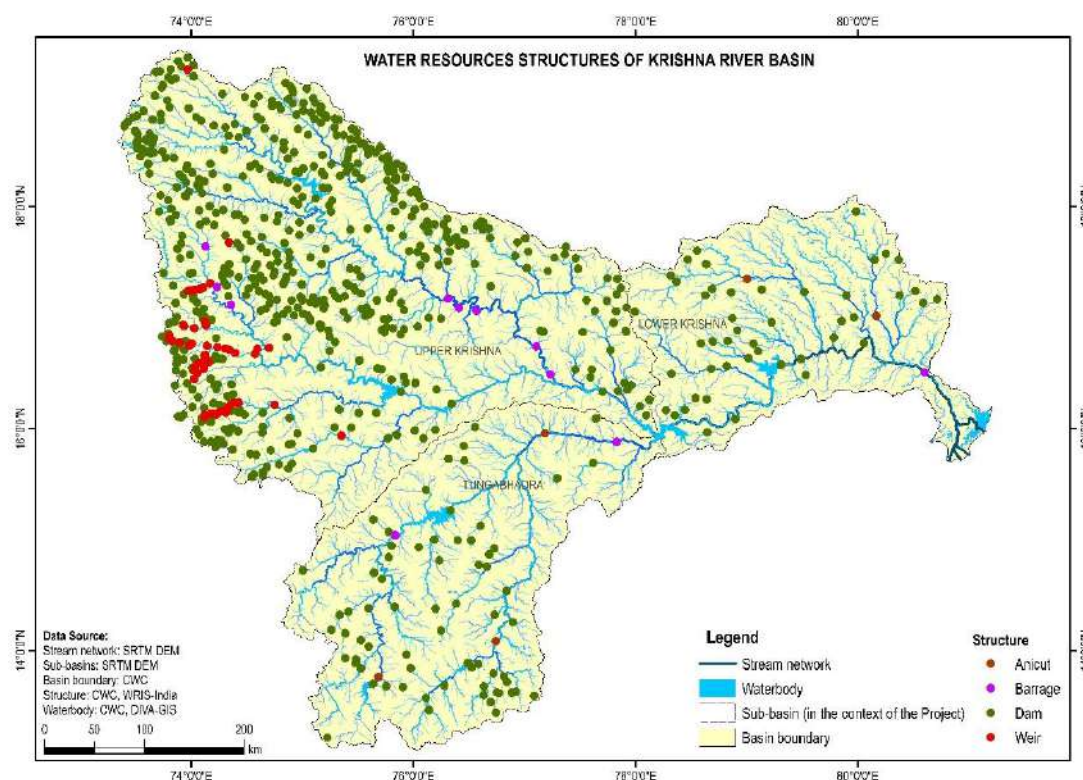 74°0'0"E 76°0'0"E 78°0'0"E 80°0'0"E
WATER RESOURCES STRUCTURES OF KRISHNA RIVER BASIN
18°0'0"N
16°0'0"N
14°0'0"N
LOWER KRISHNA
UPPER KRISHNA
TUNGABHADRA
Data Source:
Stream network: SRTM DEM
Sub-basins: SRTM DEM
Basin boundary: CWC
Structure: CWC, WRIS-India
Waterbody: CWC, DIVA-GIS
0 50 100 200
km
Legend
Stream network
Waterbody
Sub-basin (in the context of the Project)
Basin boundary
Structure
Anicut
Barrage
Dam
Weir
74°0'0"E 76°0'0"E 78°0'0"E 80°0'0"E